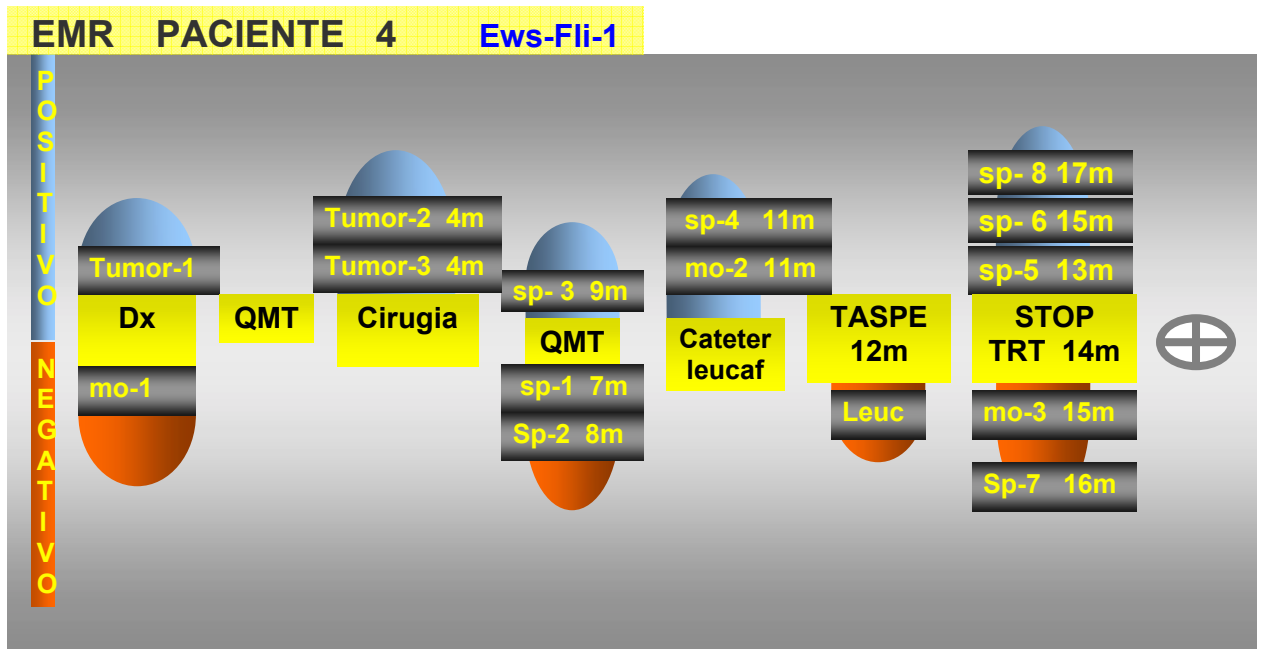 EMR PACIENTE 4 Ews-Fli-1
POSITIVO
NEGATIVO
Tumor-1
Dx
mo-1
QMT
Tumor-2 4m
Tumor-3 4m
Cirugia
sp- 3 9m
QMT
sp-1 7m
Sp-2 8m
sp-4 11m
mo-2 11m
Cateter
leucaf
TASPE
12m
Leuc
sp- 8 17m
sp- 6 15m
sp-5 13m
STOP
TRT 14m
mo-3 15m
Sp-7 16m